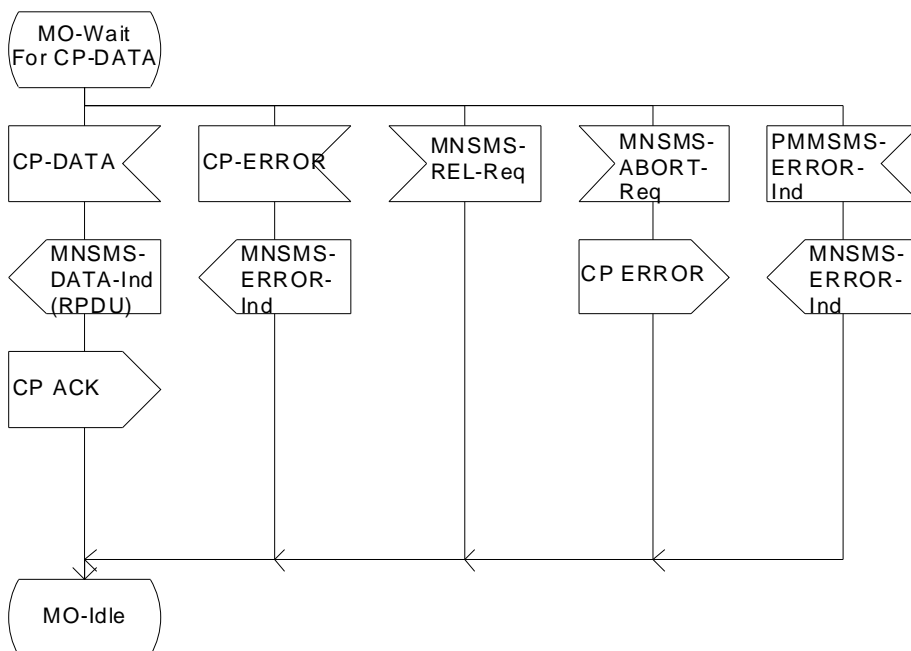 MO-Wait
For CP-DATA
CP-DATA
CP-ERROR
MNSMS-
REL-Req
MNSMS-
ABORT-
Req
PMMSMS-
ERROR-
Ind
MNSMS-
DATA-Ind
(RPDU)
MNSMS-
ERROR-
Ind
CP ERROR
MNSMS-
ERROR-
Ind
CP ACK
MO-Idle